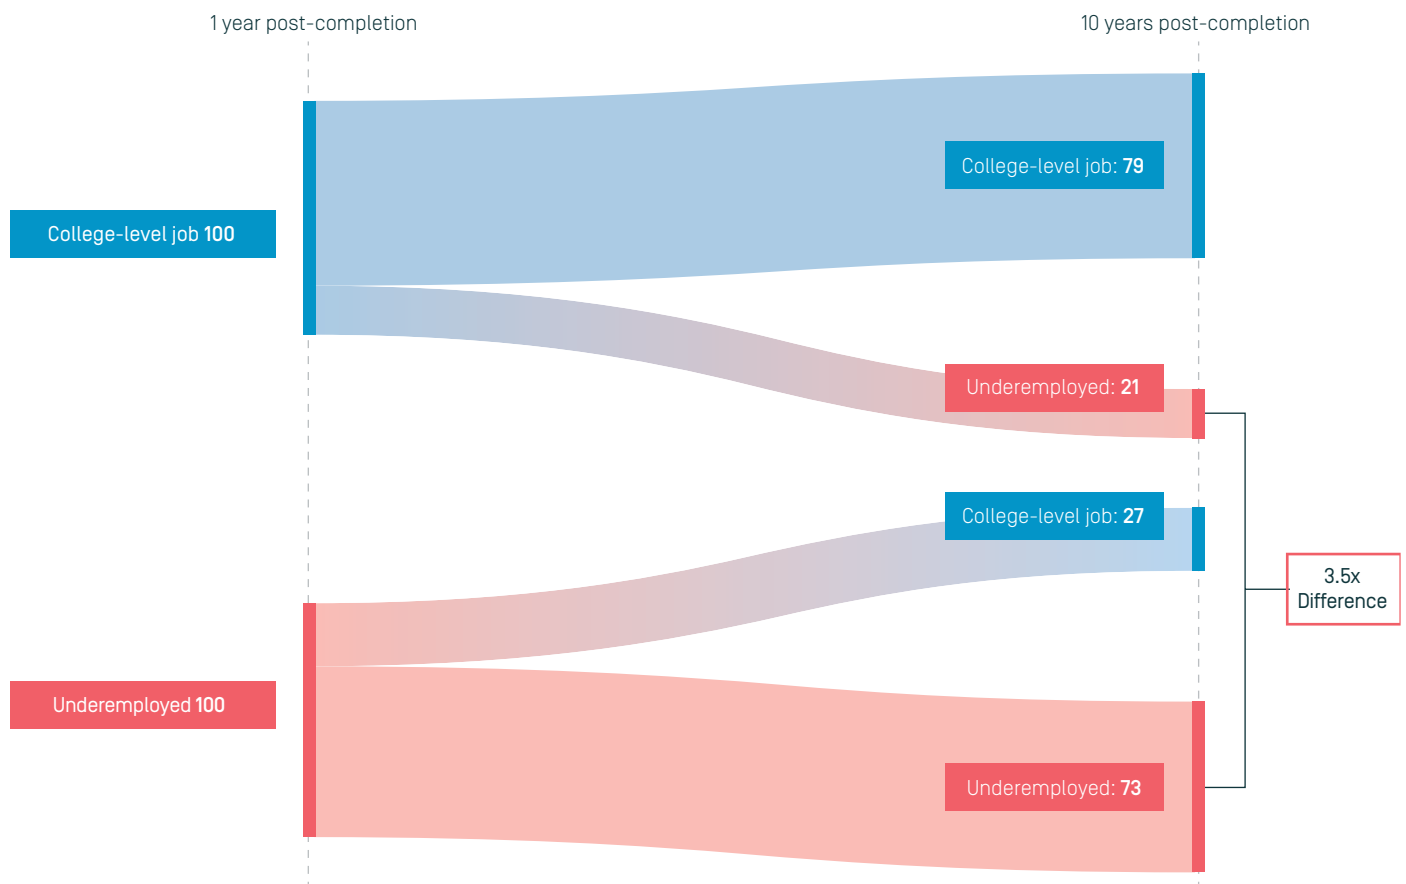 1 year post-completion
10 years post-completion
College-level job: 79
College-level job 100
Underemployed: 21
College-level job: 27
3.5x
Difference
Underemployed 100
Underemployed: 73